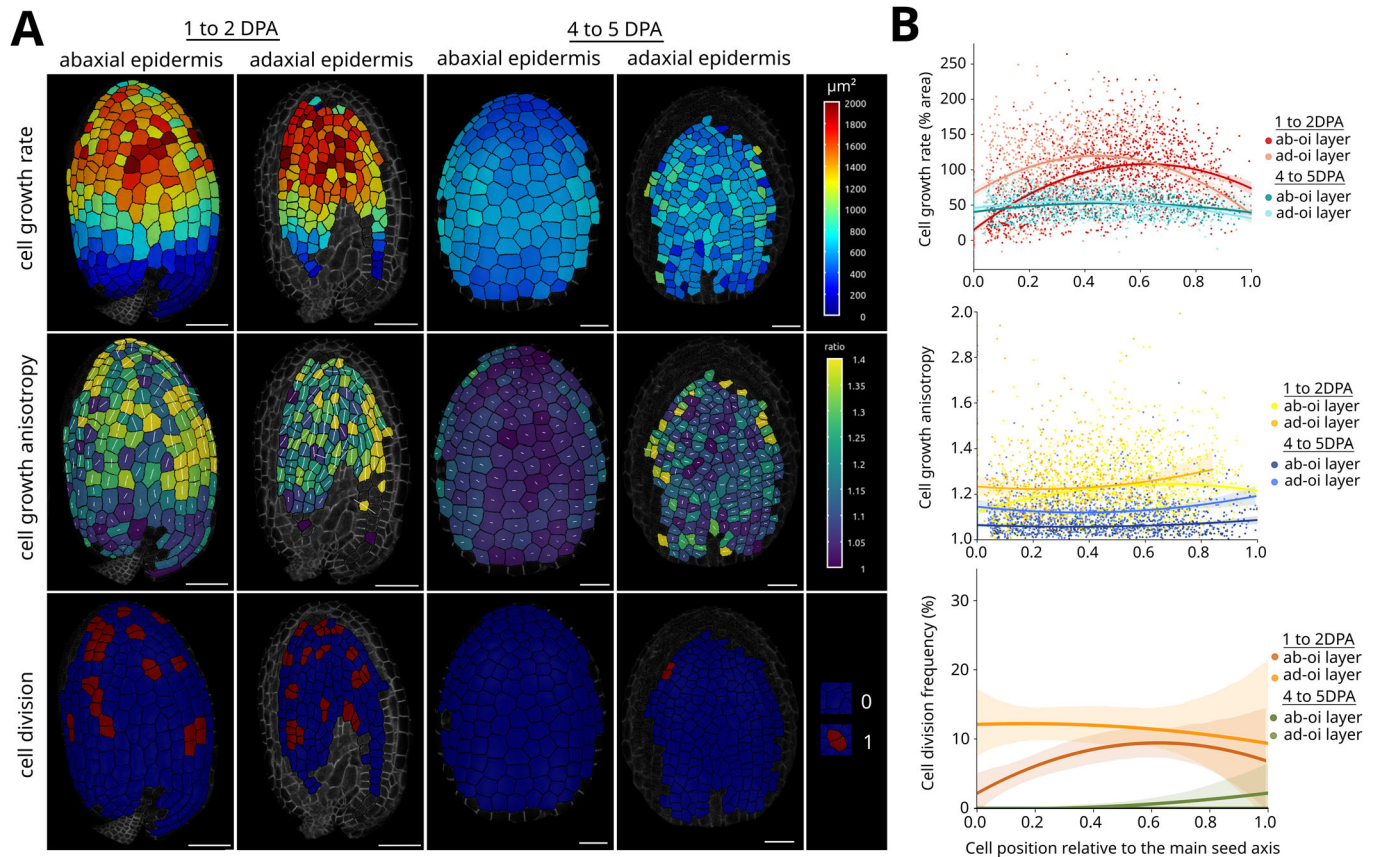 A
1 to 2 DPA
4 to 5 DPA
abaxial epidermis
adaxial epidermis
abaxial epidermis
adaxial epidermis
cell growth rate
µm²
2000
1800
1600
1400
1200
1000
800
600
400
200
0
cell growth anisotropy
ratio
1.4
1.35
1.3
1.25
1.2
1.15
1.1
1.05
1
cell division
0
1
B
Cell growth rate (% area)
250
200
150
100
50
0
0.0 0.2 0.4 0.6 0.8 1.0
1 to 2DPA
ab-oi layer
ad-oi layer
4 to 5DPA
ab-oi layer
ad-oi layer
Cell growth anisotropy
2.0
2.8
1.6
1.4
1.2
1.0
0.0 0.2 0.4 0.6 0.8 1.0
1 to 2DPA
ab-oi layer
ad-oi layer
4 to 5DPA
ab-oi layer
ad-oi layer
Cell division frequency (%)
30
20
10
0
0.0 0.2 0.4 0.6 0.8 1.0
1 to 2DPA
ab-oi layer
ad-oi layer
4 to 5DPA
ab-oi layer
ad-oi layer
Cell position relative to the main seed axis